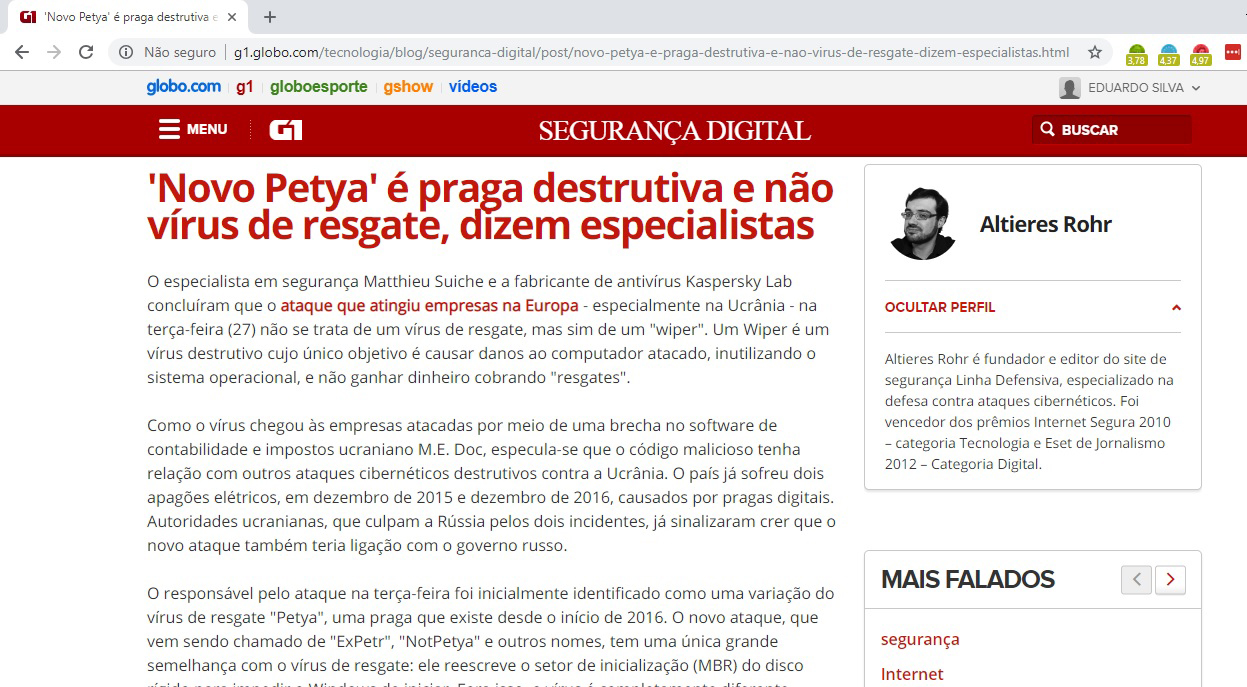 'Novo Petya' é praga destrutiva e
Não seguro
g1.globo.com/tecnologia/blog/seguranca-digital/post/novo-petya-e-praga-destrutiva-e-nao-virus-de-resgate-dizem-especialistas.html
3,78 4,37 4,97
globo.com g1 globoesporte gshow vídeos
EDUARDO SILVA
MENU G1
SEGURANÇA DIGITAL
BUSCAR
'Novo Petya' é praga destrutiva e não
vírus de resgate, dizem especialistas
O especialista em segurança Matthieu Suiche e a fabricante de antivírus Kaspersky Lab
concluíram que o ataque que atingiu empresas na Europa - especialmente na Ucrânia - na
terça-feira (27) não se trata de um vírus de resgate, mas sim de um "wiper". Um Wiper é um
vírus destrutivo cujo único objetivo é causar danos ao computador atacado, inutilizando o
sistema operacional, e não ganhar dinheiro cobrando "resgates".
Como o vírus chegou às empresas atacadas por meio de uma brecha no software de
contabilidade e impostos ucraniano M.E. Doc, especula-se que o código malicioso tenha
relação com outros ataques cibernéticos destrutivos contra a Ucrânia. O país já sofreu dois
apagões elétricos, em dezembro de 2015 e dezembro de 2016, causados por pragas digitais.
Autoridades ucranianas, que culpam a Rússia pelos dois incidentes, já sinalizaram crer que o
novo ataque também teria ligação com o governo russo.
O responsável pelo ataque na terça-feira foi inicialmente identificado como uma variação do
vírus de resgate "Petya", uma praga que existe desde o início de 2016. O novo ataque, que
vem sendo chamado de "ExPetr", "NotPetya" e outros nomes, tem uma única grande
semelhança com o vírus de resgate: ele reescreve o setor de inicialização (MBR) do disco
rígido para impedir o Windows de iniciar. Fora isso, o vírus é completamente diferente
Altieres Rohr
OCULTAR PERFIL
Altieres Rohr é fundador e editor do site de
segurança Linha Defensiva, especializado na
defesa contra ataques cibernéticos. Foi
vencedor dos prêmios Internet Segura 2010
– categoria Tecnologia e Eset de Jornalismo
2012 – Categoria Digital.
MAIS FALADOS
segurança
Internet